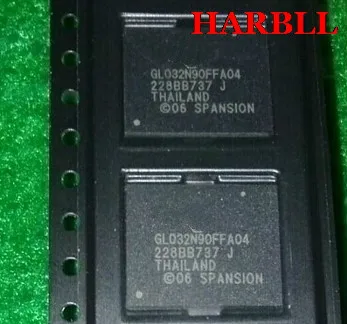 HARBLL
GL032N90FFA04
228BB737 J
THAILAND
©06 SPANSION
GL032N90FFA04
228BB737 J
THAILAND
©06 SPANSION